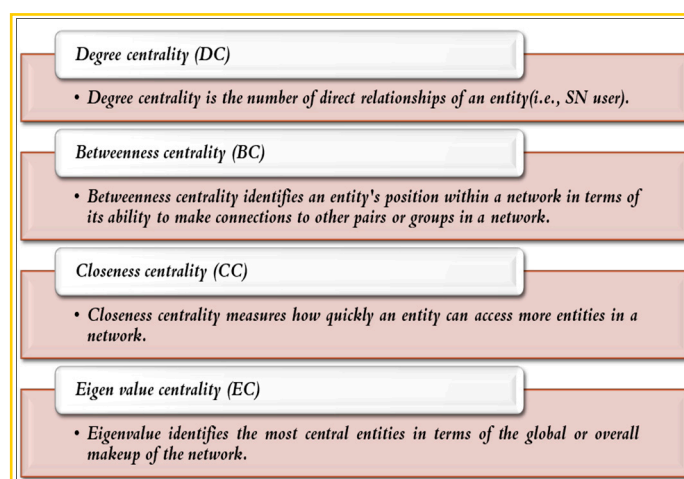 Degree centrality (DC)
• Degree centrality is the number of direct relationships of an entity(i.e., SN user).
Betweenness centrality (BC)
• Betweenness centrality identifies an entity's position within a network in terms of
its ability to make connections to other pairs or groups in a network.
Closeness centrality (CC)
• Closeness centrality measures how quickly an entity can access more entities in a
network.
Eigen value centrality (EC)
• Eigenvalue identifies the most central entities in terms of the global or overall
makeup of the network.